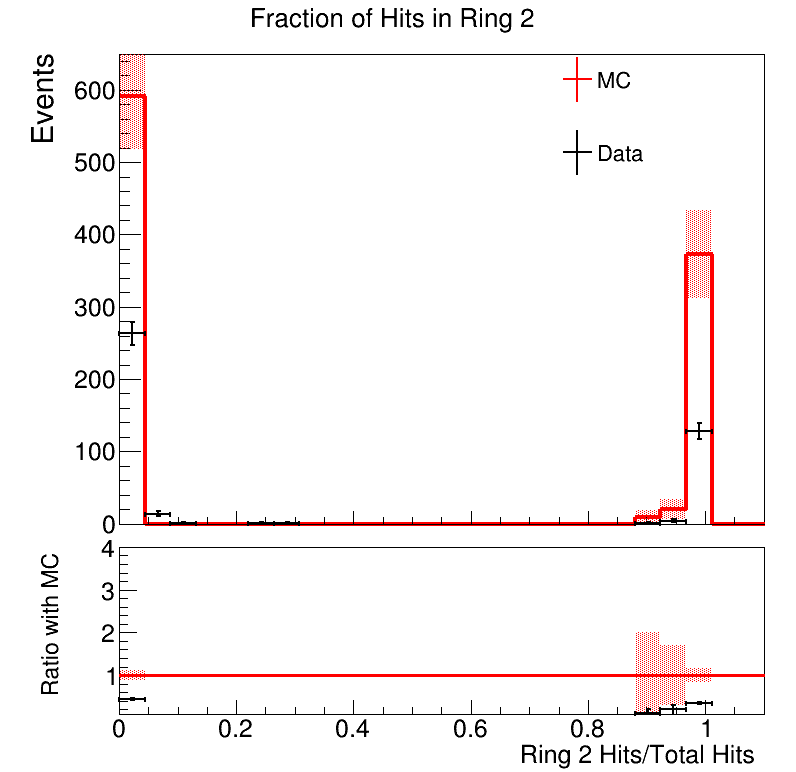 Fraction of Hits in Ring 2
Events
600
500
400
300
200
100
0
MC
Data
Ratio with MC
4
3
2
1
0
0.2
0.4
0.6
0.8
1
Ring 2 Hits/Total Hits